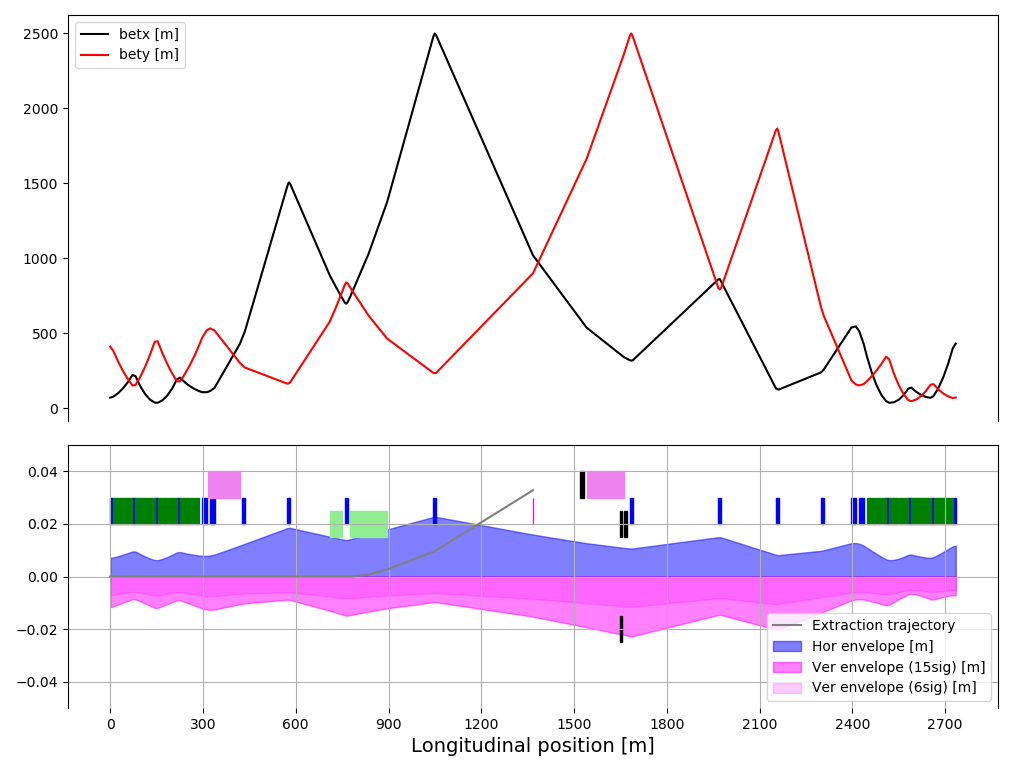 betx [m]
bety [m]
2500
2000
1500
1000
500
0
0.04
0.02
0.00
−0.02
−0.04
Extraction trajectory
Hor envelope [m]
Ver envelope (15sig) [m]
Ver envelope (6sig) [m]
0 300 600 900 1200 1500 1800 2100 2400 2700
Longitudinal position [m]